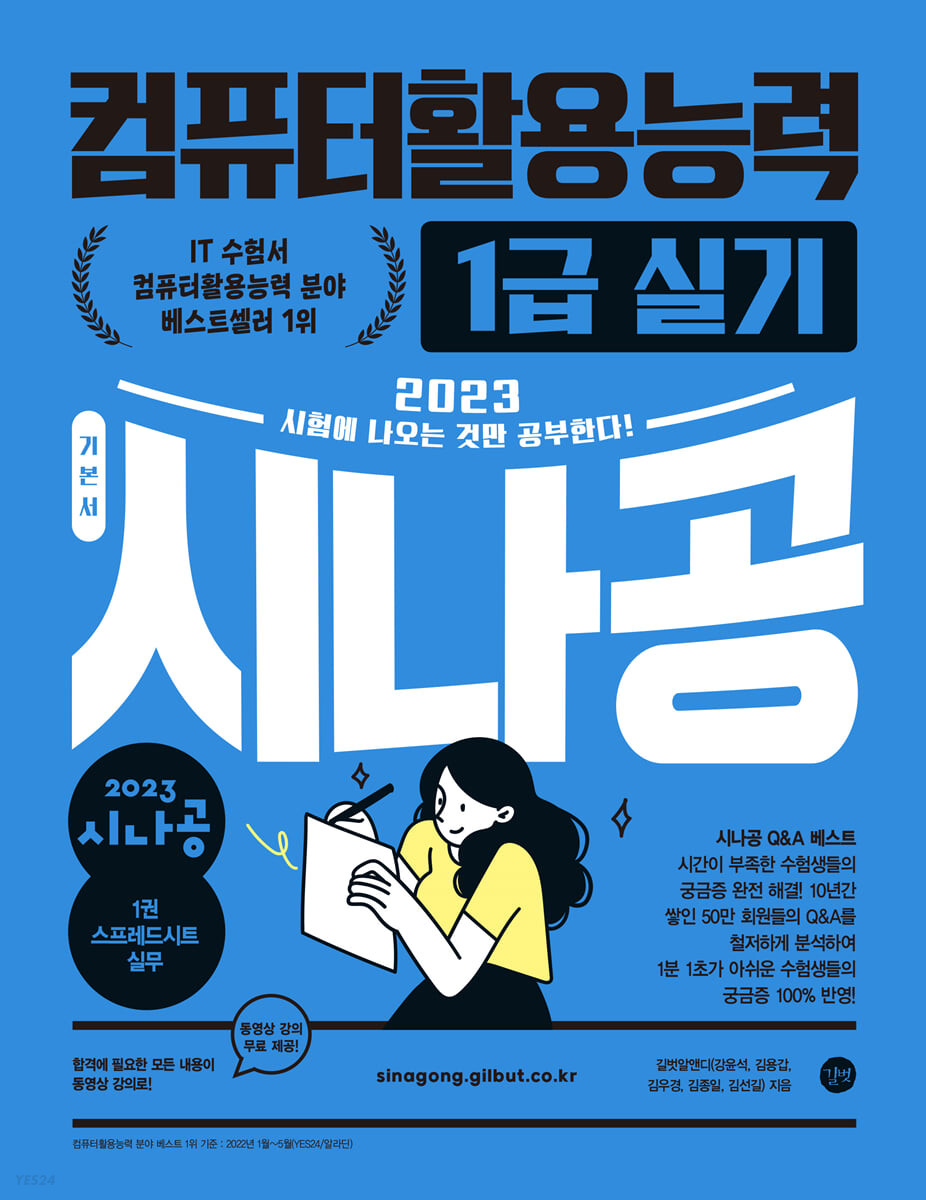 컴퓨터활용능력
IT 수험서
컴퓨터활용능력 분야
베스트셀러 1위
1급 실기
2023
시험에 나오는 것만 공부한다!
기본서
시나공
2023
시나공
1권
스프레드시트
실무
시나공 Q&A 베스트
시간이 부족한 수험생들의
궁금증 완전 해결! 10년간
쌓인 50만 회원들의 Q&A를
철저하게 분석하여
1분 1초가 아쉬운 수험생들의
궁금증 100% 반영!
동영상 강의
무료 제공!
합격에 필요한 모든 내용이
동영상 강의로!
sinagong.gilbut.co.kr
길벗알앤디(강윤석, 김용갑,
김우경, 김종일, 김선길) 지음
길벗
컴퓨터활용능력 분야 베스트 1위 기준 : 2022년 1월~5월(YES24/알라딘)
YES24